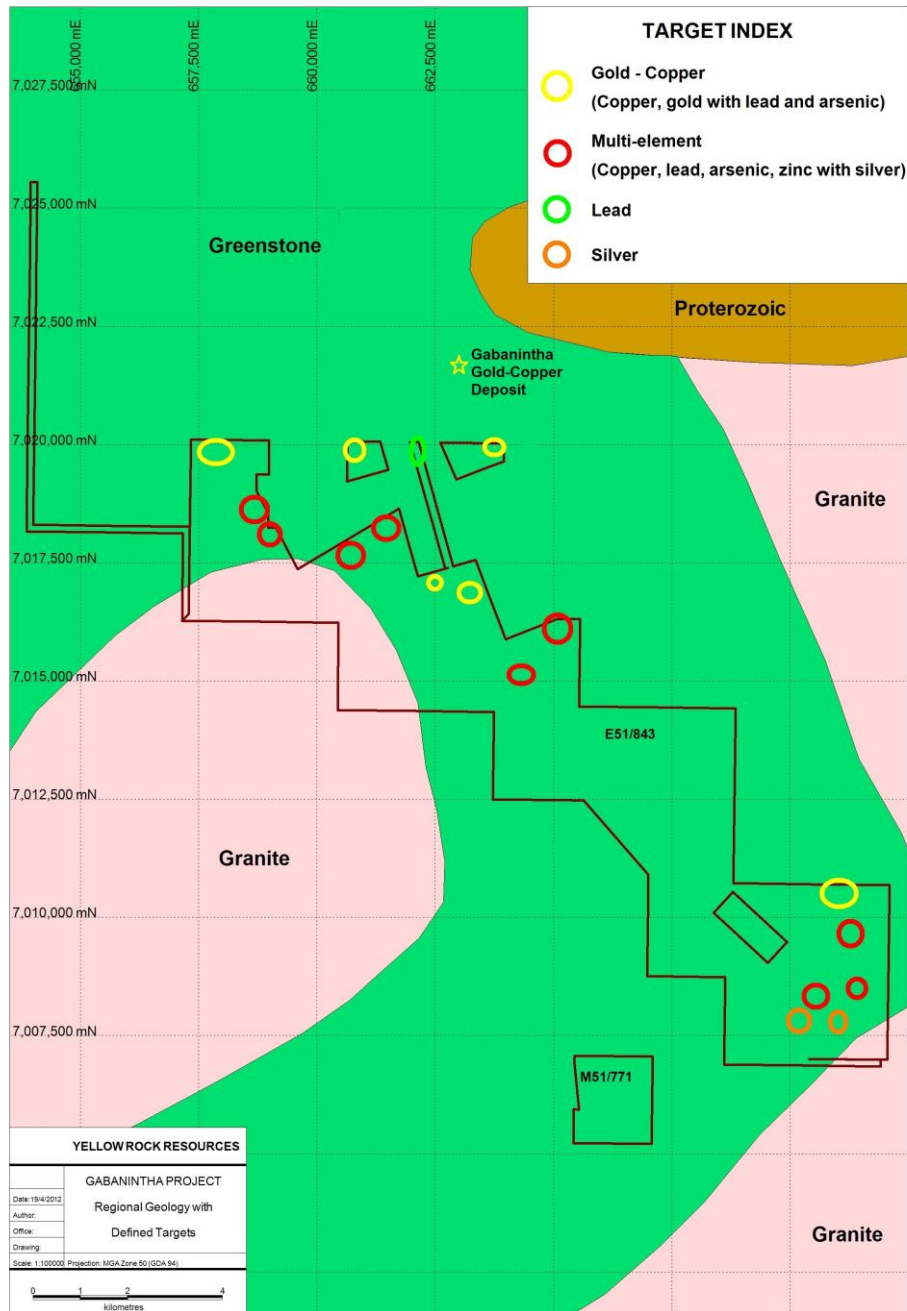 655,000 mE
657,500 mE
660,000 mE
662,500 mE
TARGET INDEX
Gold - Copper
(Copper, gold with lead and arsenic)
Multi-element
(Copper, lead, arsenic, zinc with silver)
Lead
Silver
7,027,500 mN
7,025,000 mN
Greenstone
7,022,500 mN
Proterozoic
Gabanintha
Gold-Copper
Deposit
7,020,000 mN
Granite
7,017,500 mN
7,015,000 mN
E51/843
7,012,500 mN
Granite
7,010,000 mN
7,007,500 mN
M51/771
Granite
YELLOW ROCK RESOURCES
GABANINTHA PROJECT
Regional Geology with
Defined Targets
Date:19/4/2012
Author:
Office:
Drawing:
Scale: 1:100000 Projection: MGA Zone 50 (GDA 94)
0 1 2 4
kilometres